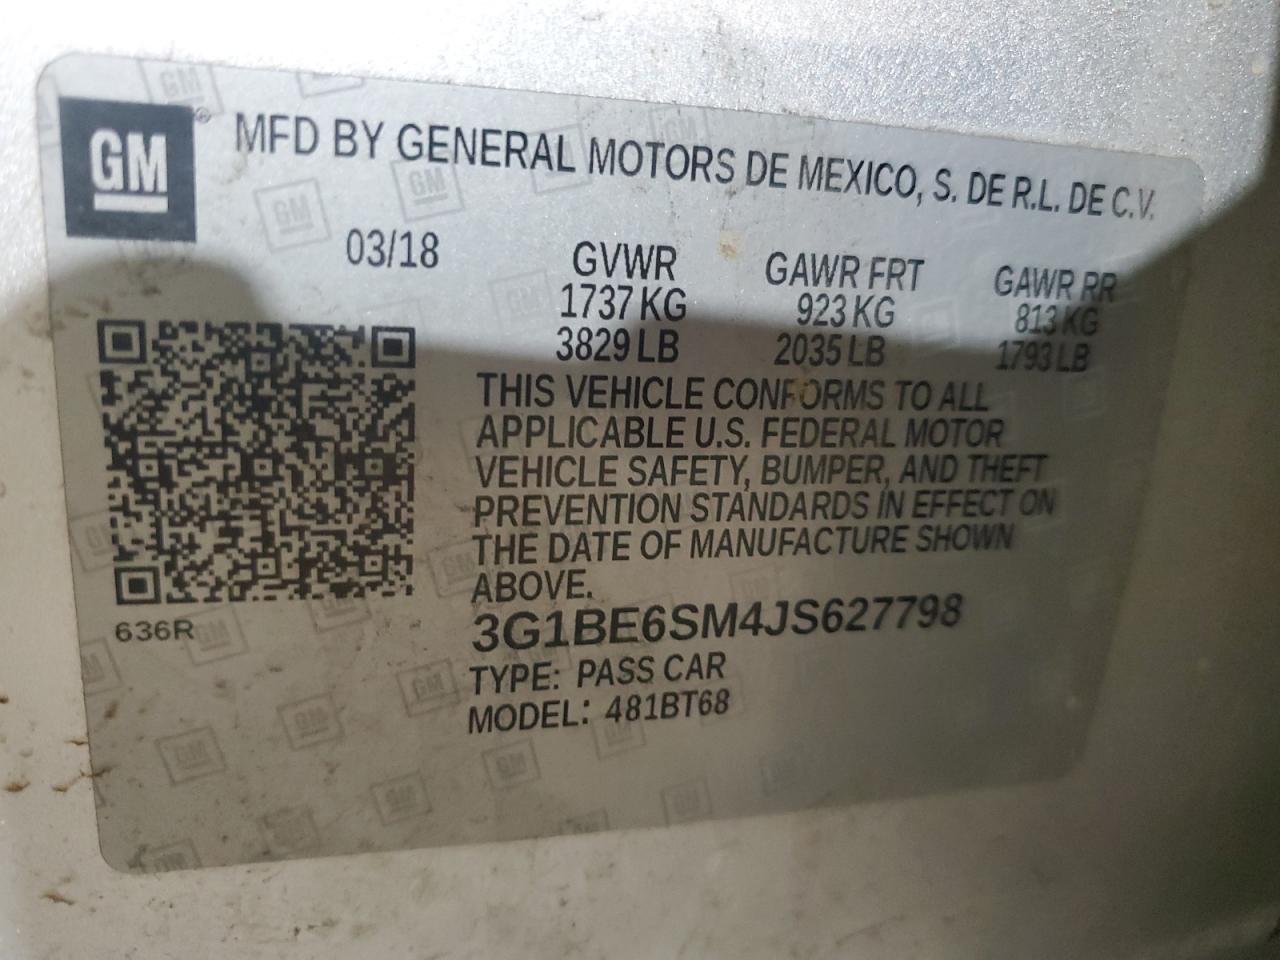 GM® MFD BY GENERAL MOTORS DE MEXICO, S. DE R.L. DE C.V.
03/18 GVWR GAWR FRT GAWR RR
1737 KG 923 KG 813 KG
3829 LB 2035 LB 1793 LB
THIS VEHICLE CONFORMS TO ALL
APPLICABLE U.S. FEDERAL MOTOR
VEHICLE SAFETY, BUMPER, AND THEFT
PREVENTION STANDARDS IN EFFECT ON
THE DATE OF MANUFACTURE SHOWN
ABOVE.
636R 3G1BE6SM4JS627798
TYPE: PASS CAR
MODEL: 481BT68